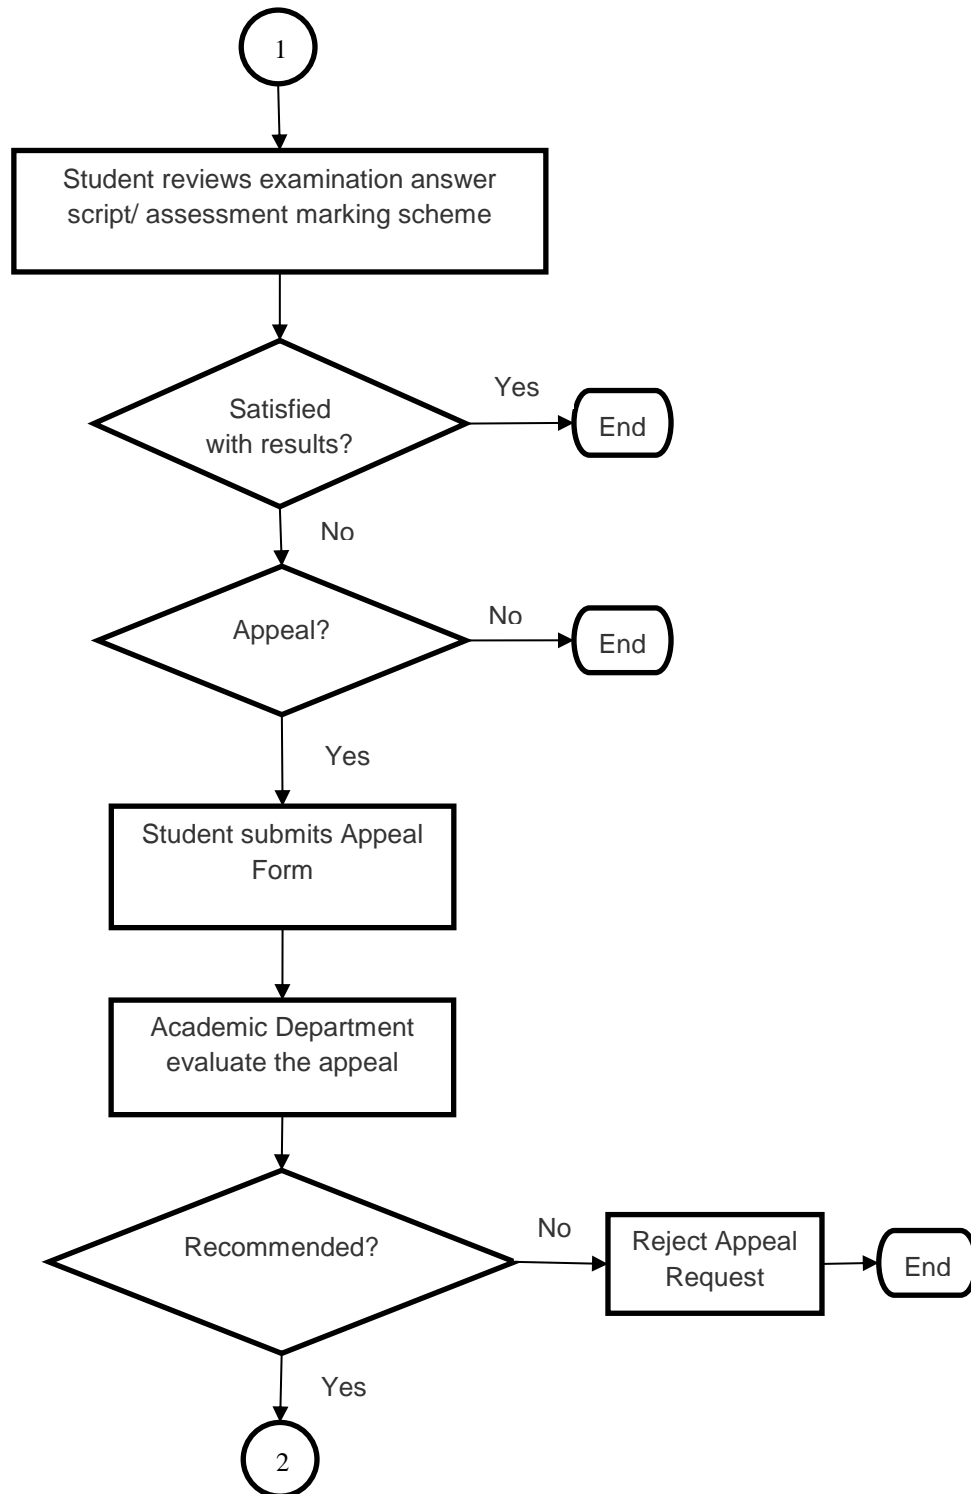 1
Student reviews examination answer
script/ assessment marking scheme
Satisfied
with results?
Yes
End
No
Appeal?
No
End
Yes
Student submits Appeal
Form
Academic Department
evaluate the appeal
Recommended?
No
Reject Appeal
Request
End
Yes
2